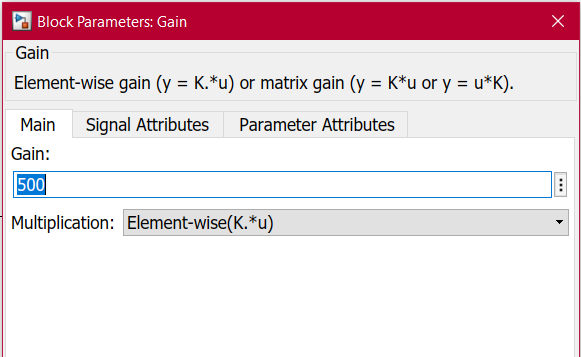 Block Parameters: Gain
Gain
Element-wise gain (y = K.*u) or matrix gain (y = K*u or y = u*K).
Main Signal Attributes Parameter Attributes
Gain:
500
Multiplication: Element-wise(K.*u)